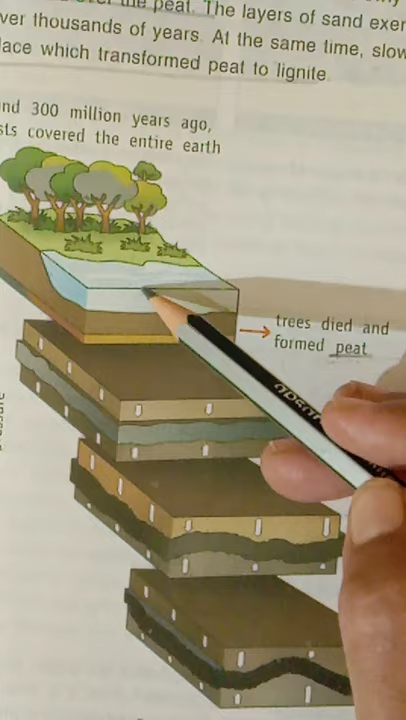 the peat. The layers of sand exer
ver thousands of years. At the same time, slow
lace which transformed peat to lignite.
nd 300 million years ago,
sts covered the entire earth
trees died and
formed peat
apsara